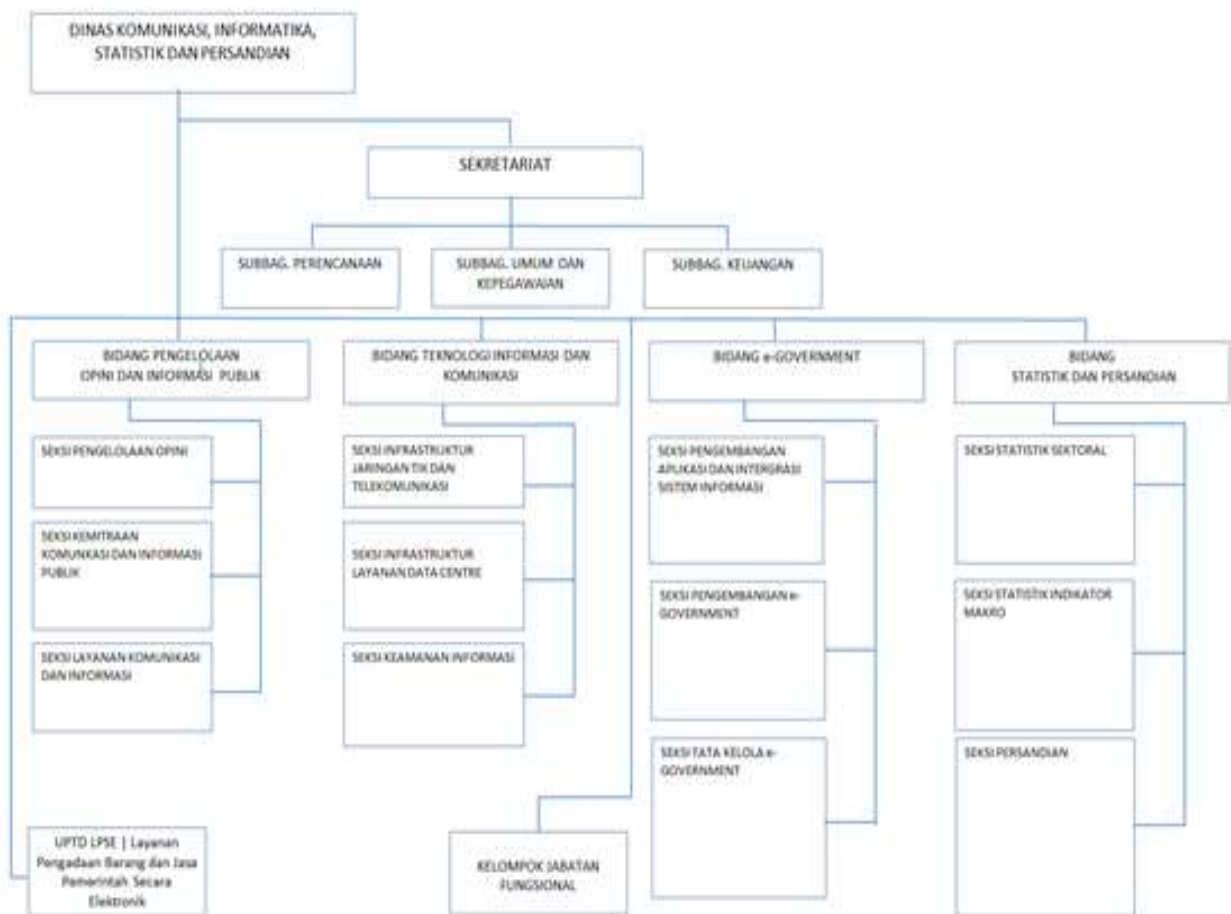 DINAS KOMUNIKASI, INFORMATIKA,
STATISTIK DAN PERSANDIAN
SEKRETARIAT
SUBBAG. PERENCANAAN
SUBBAG. UMUM DAN
KEPEGAWAIAN
SUBBAG. KEUANGAN
BIDANG PENGELOLAAN
OPINI DAN INFORMASI PUBLIK
BIDANG TEKNOLOGI INFORMASI DAN
KOMUNIKASI
BIDANG e-GOVERNMENT
BIDANG
STATISTIK DAN PERSANDIAN
SEKSI PENGELOLAAN OPINI
SEKSI KEMITRAAN
KOMUNKASI DAN INFORMASI
PUBLIK
SEKSI LAYANAN KOMUNIKASI
DAN INFORMASI
SEKSI INFRASTRUKTUR
JARINGAN TIK DAN
TELEKOMUNIKASI
SEKSI INFRASTRUKTUR
LAYANAN DATA CENTRE
SEKSI KEAMANAN INFORMASI
SEKSI PENGEMBANGAN
APLIKASI DAN INTERGRASI
SISTEM INFORMASI
SEKSI PENGEMBANGAN e-
GOVERNMENT
SEKSI TATA KELOLA e-
GOVERNMENT
SEKSI STATISTIK SEKTORAL
SEKSI STATISTIK INDIKATOR
MAKRO
SEKSI PERSANDIAN
UPTD LPSE | Layanan
Pengadaan Barang dan Jasa
Pemerintah Secara
Elektronik
KELOMPOK JABATAN
FUNGSIONAL